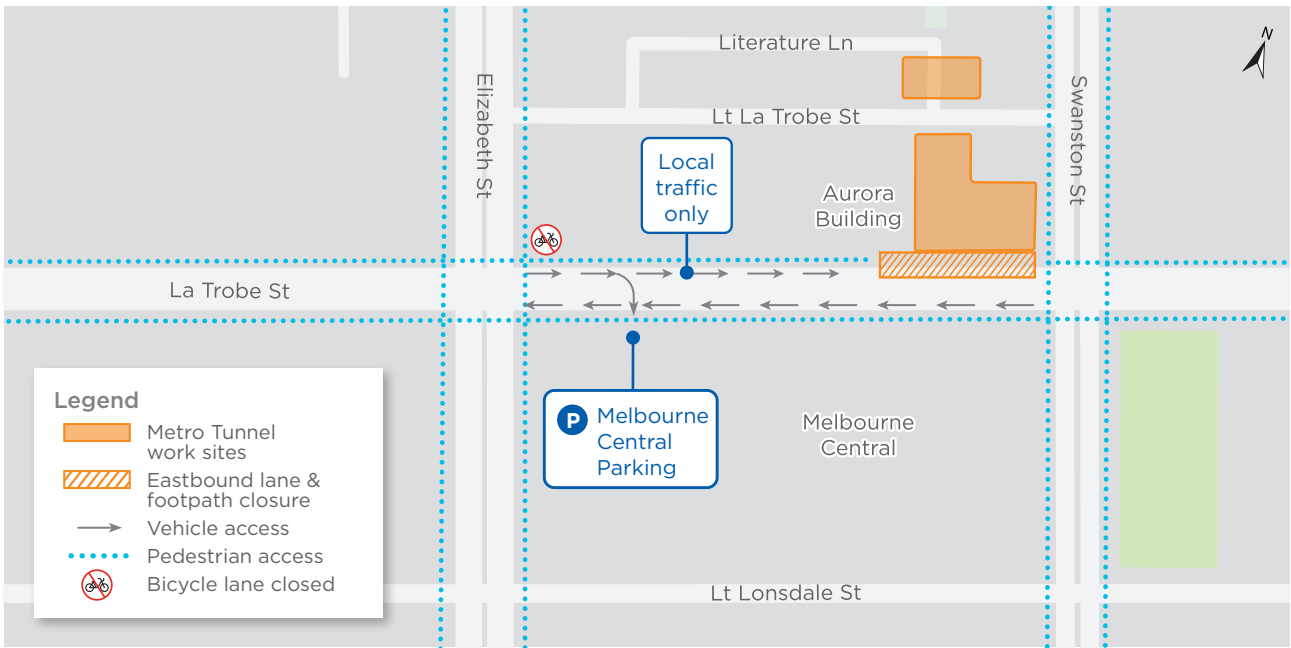 N
Literature Ln
Elizabeth St
Swanston St
Lt La Trobe St
Local
traffic
only
Aurora
Building
La Trobe St
P
Melbourne
Central
Parking
Melbourne
Central
Legend
Metro Tunnel
work sites
Eastbound lane &
footpath closure
Vehicle access
Pedestrian access
Bicycle lane closed
Lt Lonsdale St